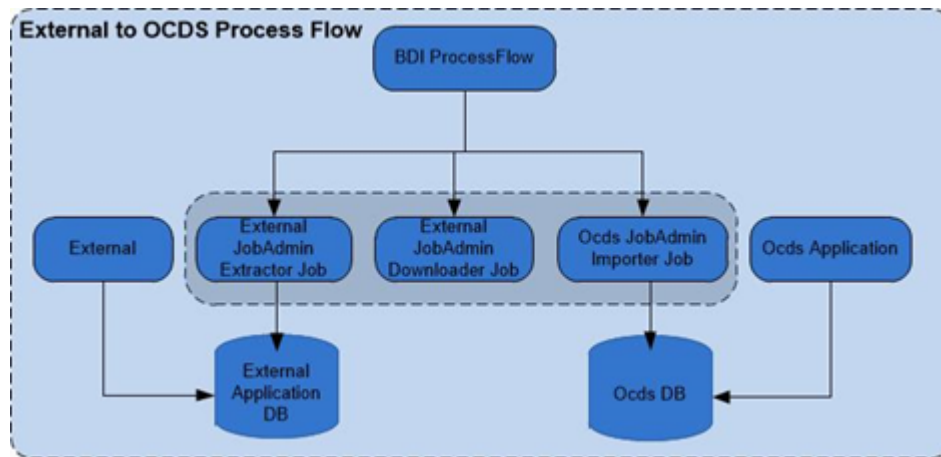 External to OCDS Process Flow
BDI ProcessFlow
External
External
JobAdmin
Extractor Job
External
JobAdmin
Downloader Job
Ocds JobAdmin
Importer Job
Ocds Application
External
Application
DB
Ocds DB